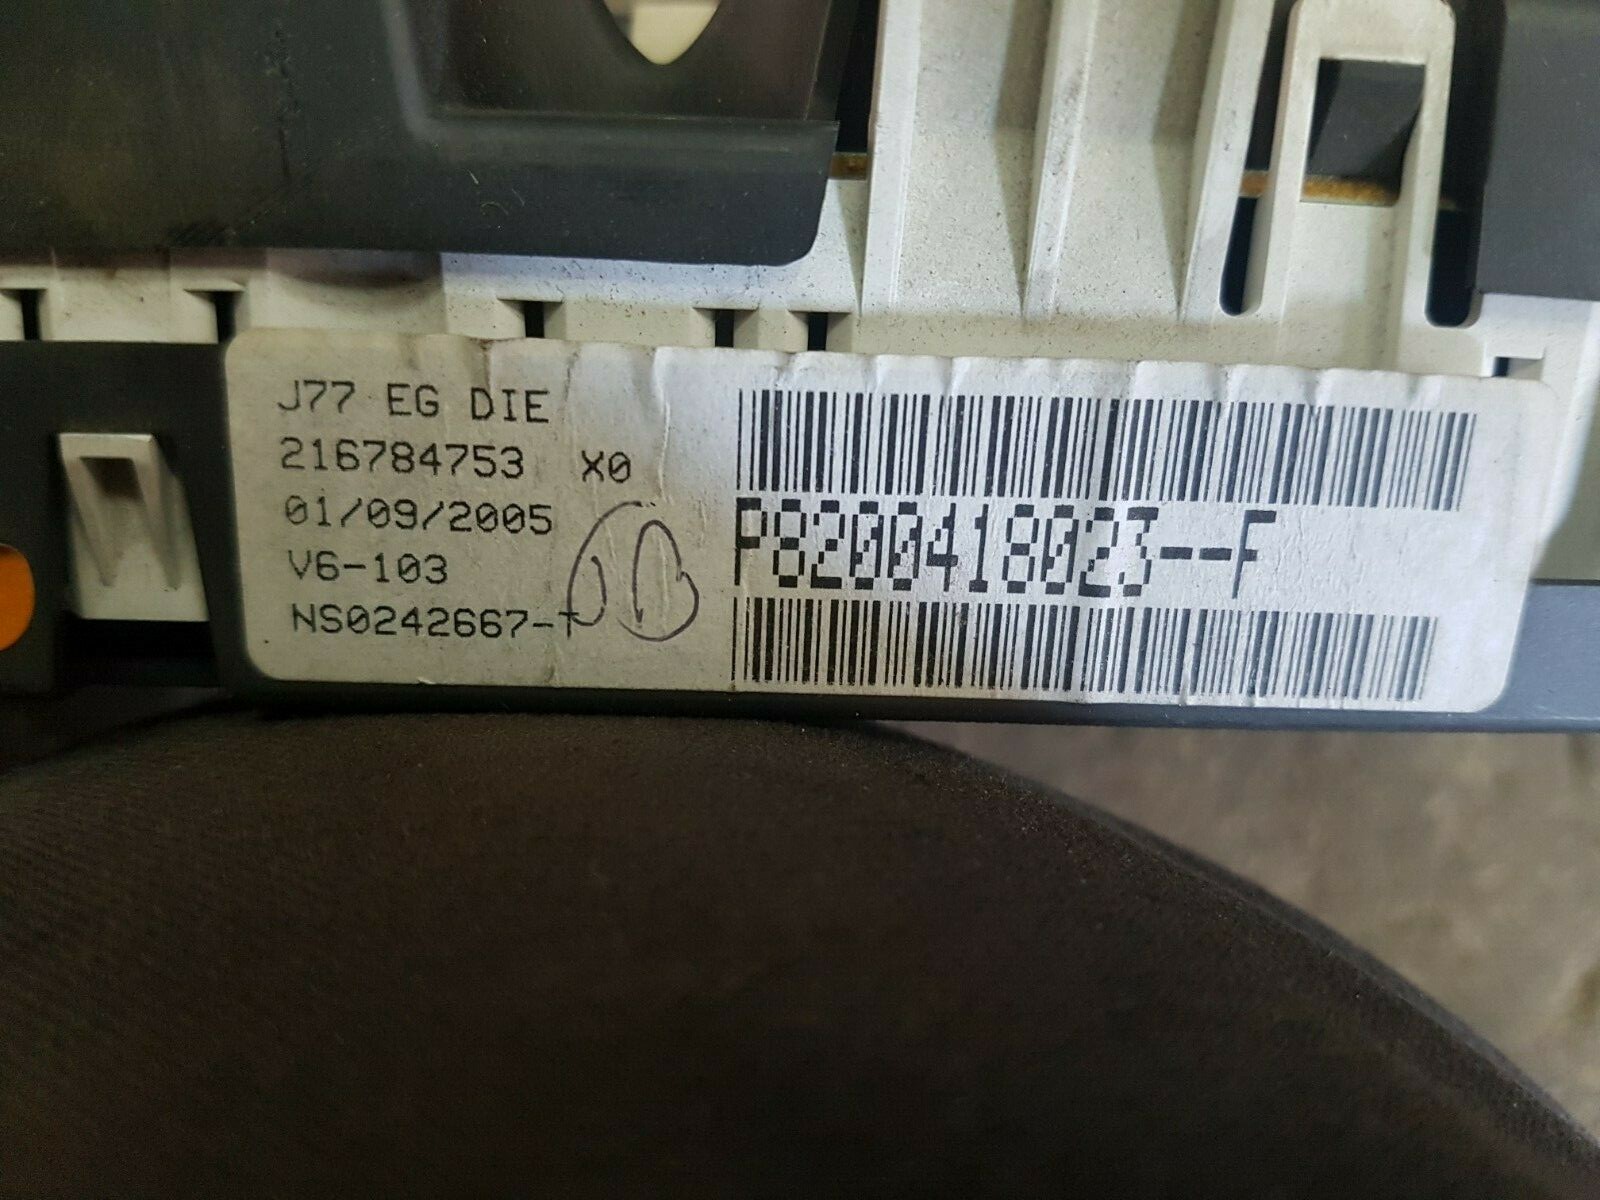 J77 EG DIE
216784753 X0
01/09/2005
V6-103
NS0242667-T
P8200418023--F